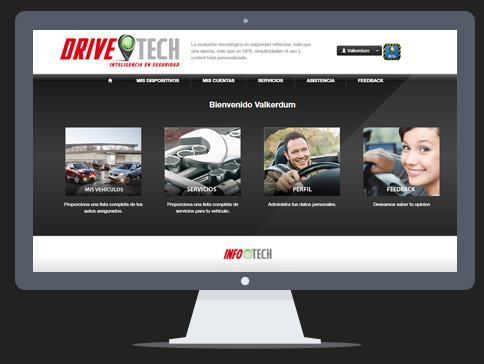 DRIVE TECH
INTELIGENCIA EN SEGURIDAD
La evolución tecnológica en seguridad vehicular, más que
una alarma, más que un GPS, simplicidades el uso y
control total personalizado.
Valkerdum
MIS DISPOSITIVOS MIS CUENTAS SERVICIOS ASISTENCIA FEEDBACK
Bienvenido Valkerdum
MIS VEHICULOS
SERVICIOS
PERFIL
FEEDBACK
Proporciona una lista completa de los
autos asegurados.
Proporciona una lista completa de
servicios para tu vehículo.
Administra tus datos personales.
Deseamos saber tu opinion
INFO TECH